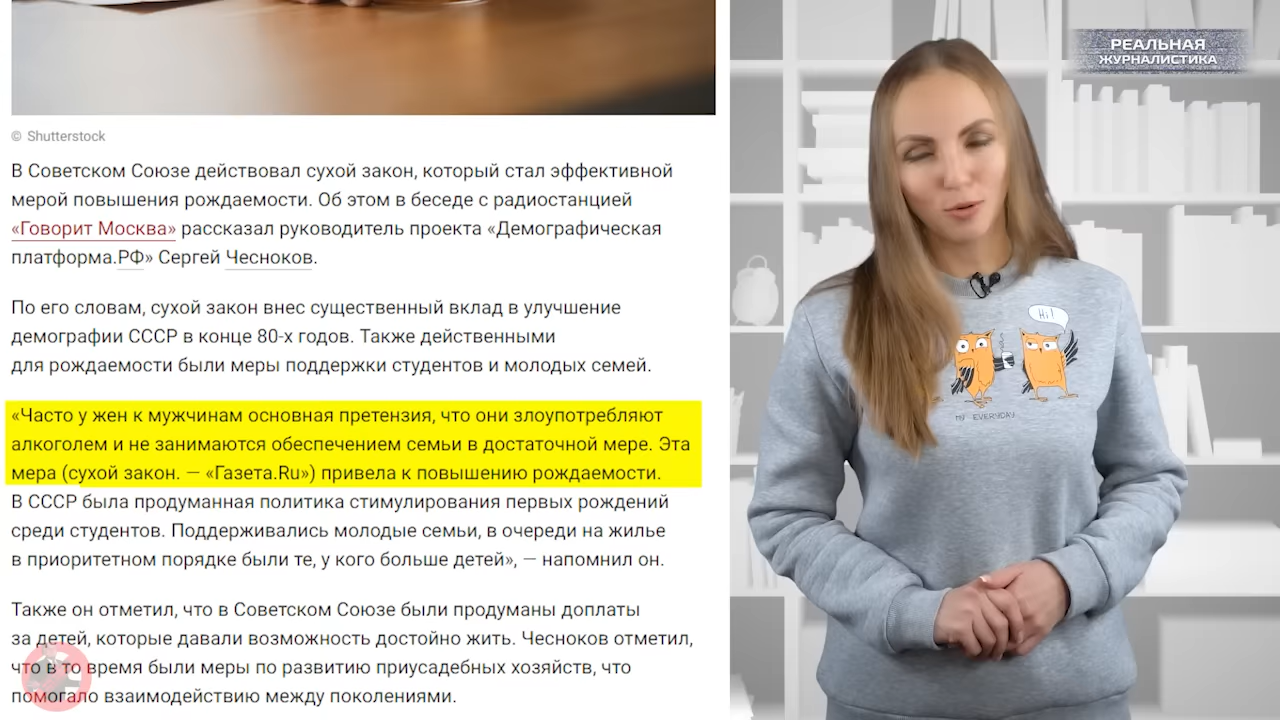 © Shutterstock
В Советском Союзе действовал сухой закон, который стал эффективной
мерой повышения рождаемости. Об этом в беседе с радиостанцией
«Говорит Москва» рассказал руководитель проекта «Демографическая
платформа.РФ» Сергей Чесноков.
По его словам, сухой закон внес существенный вклад в улучшение
демографии СССР в конце 80-х годов. Также действенными
для рождаемости были меры поддержки студентов и молодых семей.
«Часто у жен к мужчинам основная претензия, что они злоупотребляют
алкоголем и не занимаются обеспечением семьи в достаточной мере. Эта
мера (сухой закон. — «Газета.Ru») привела к повышению рождаемости.
В СССР была продуманная политика стимулирования первых рождений
среди студентов. Поддерживались молодые семьи, в очереди на жилье
в приоритетном порядке были те, у кого больше детей», — напомнил он.
Также он отметил, что в Советском Союзе были продуманы доплаты
за детей, которые давали возможность достойно жить. Чесноков отметил,
что в то время были меры по развитию приусадебных хозяйств, что
помогало взаимодействию между поколениями.
РЕАЛЬНАЯ
ЖУРНАЛИСТИКА
Hi!
my EVERYDAY